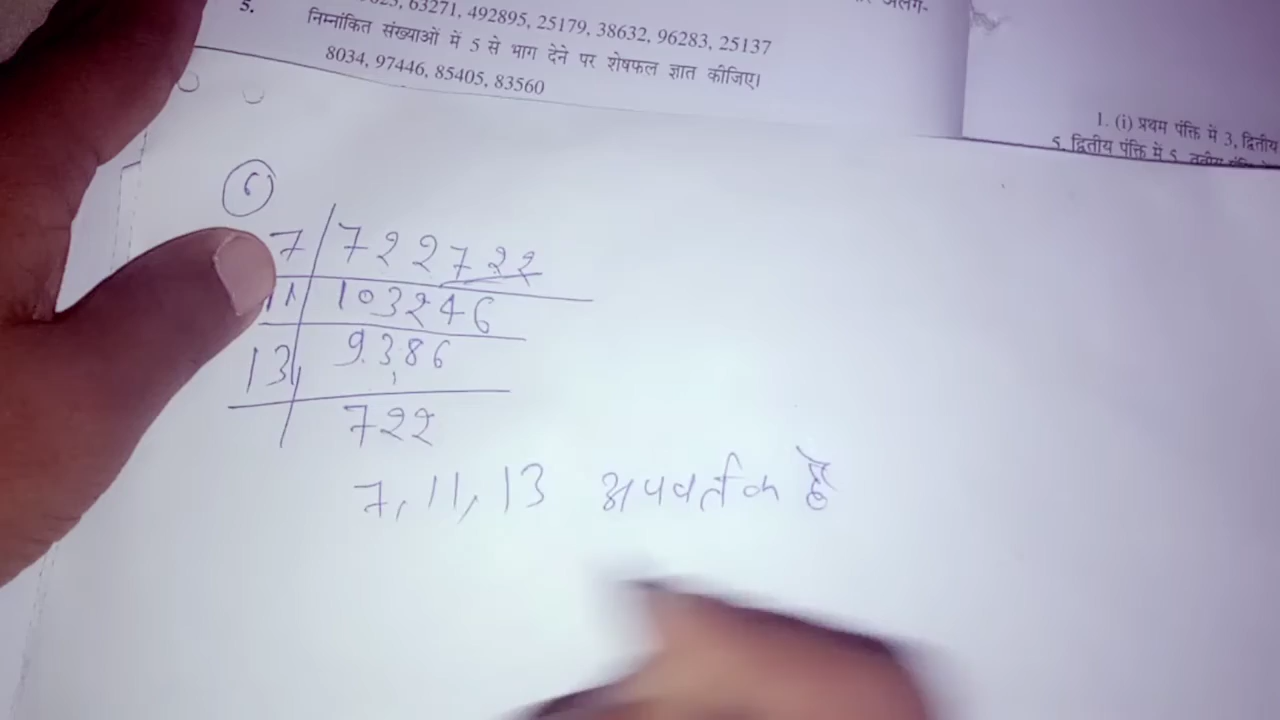 63271, 492895, 25179, 38632, 96283, 25137
5. निम्नांकित संख्याओं में 5 से भाग देने पर शेषफल ज्ञात कीजिए।
8034, 97446, 85405, 83560
1. (i) प्रथम पंक्ति में 3, द्वितीय
5, द्वितीय पंक्ति में 5,
6
7 722722
11 103246
13 9386
722
7, 11, 13 अपवर्तक है